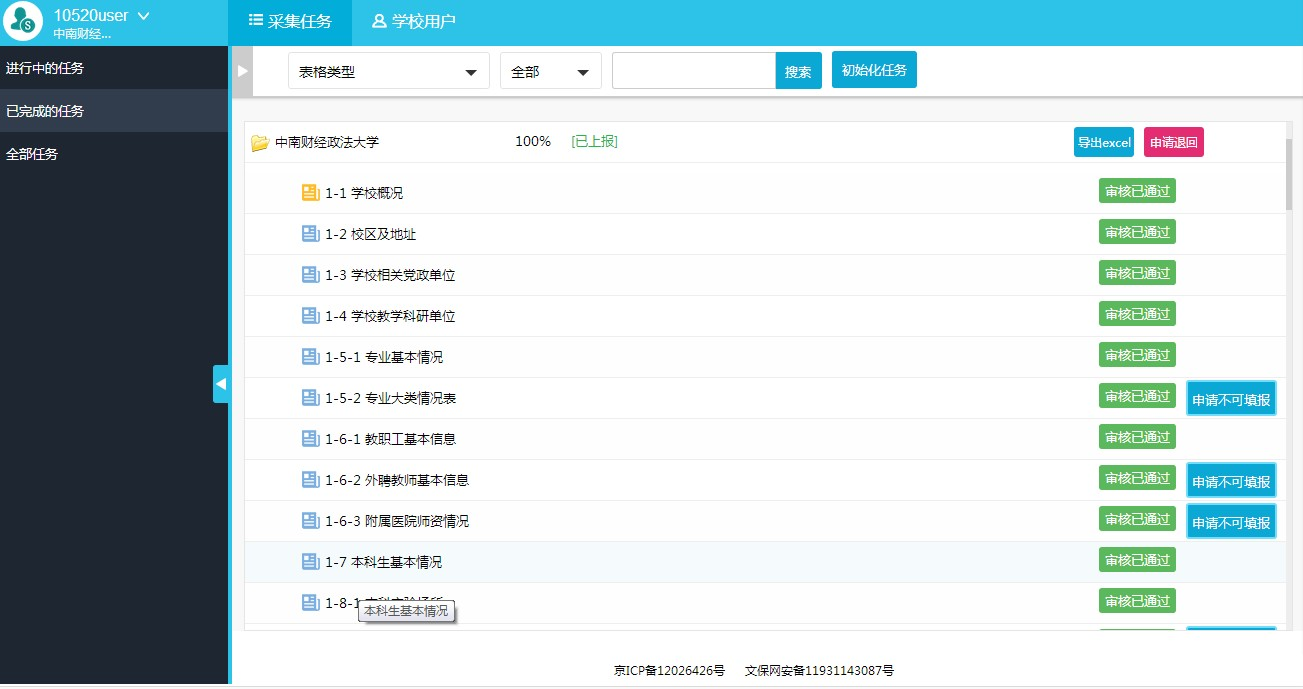 10520user
中南财经...
采集任务
学校用户
进行中的任务
已完成的任务
全部任务
表格类型
全部
搜索
初始化任务
中南财经政法大学 100% [已上报] 导出excel 申请退回
1-1 学校概况 审核已通过
1-2 校区及地址 审核已通过
1-3 学校相关党政单位 审核已通过
1-4 学校教学科研单位 审核已通过
1-5-1 专业基本情况 审核已通过
1-5-2 专业大类情况表 审核已通过 申请不可填报
1-6-1 教职工基本信息 审核已通过
1-6-2 外聘教师基本信息 审核已通过 申请不可填报
1-6-3 附属医院师资情况 审核已通过 申请不可填报
1-7 本科生基本情况 审核已通过
1-8-1 审核已通过
本科生基本情况
京ICP备12026426号 文保网安备11931143087号